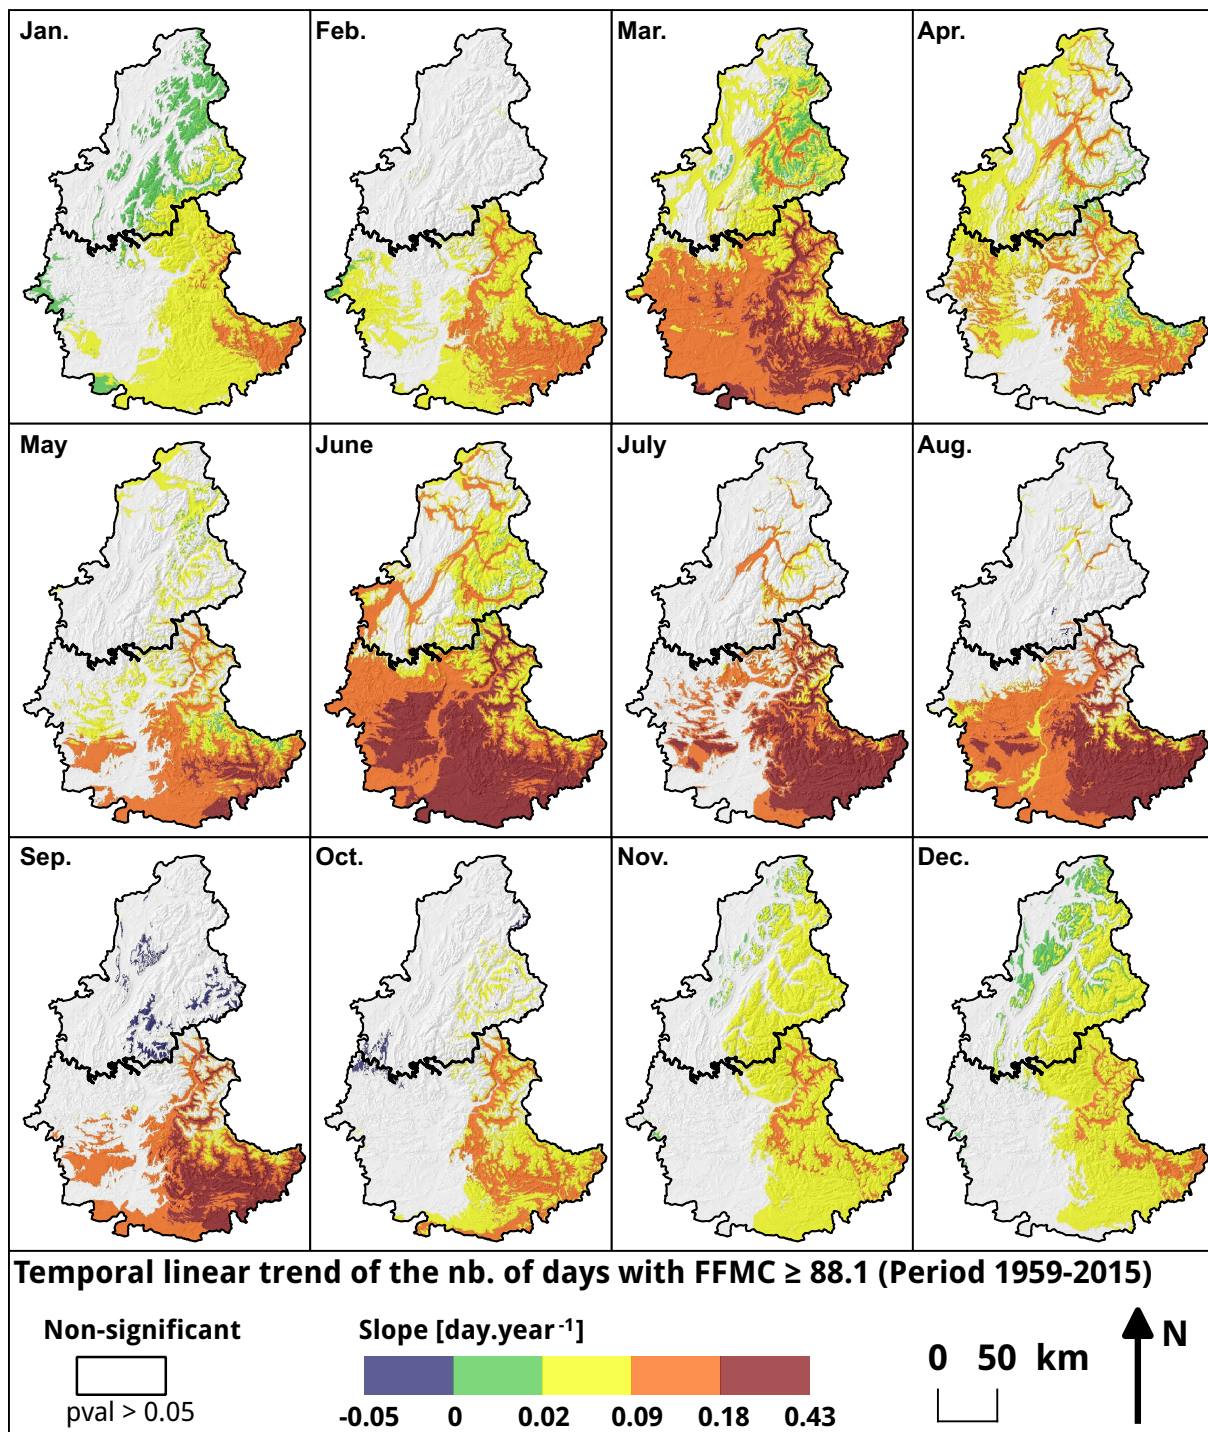 Jan.
Feb.
Mar.
Apr.
May
June
July
Aug.
Sep.
Oct.
Nov.
Dec.
Temporal linear trend of the nb. of days with FFMC ≥ 88.1 (Period 1959-2015)
Non-significant
pval > 0.05
Slope [day.year⁻¹]
-0.05 0 0.02 0.09 0.18 0.43
0 50 km
N